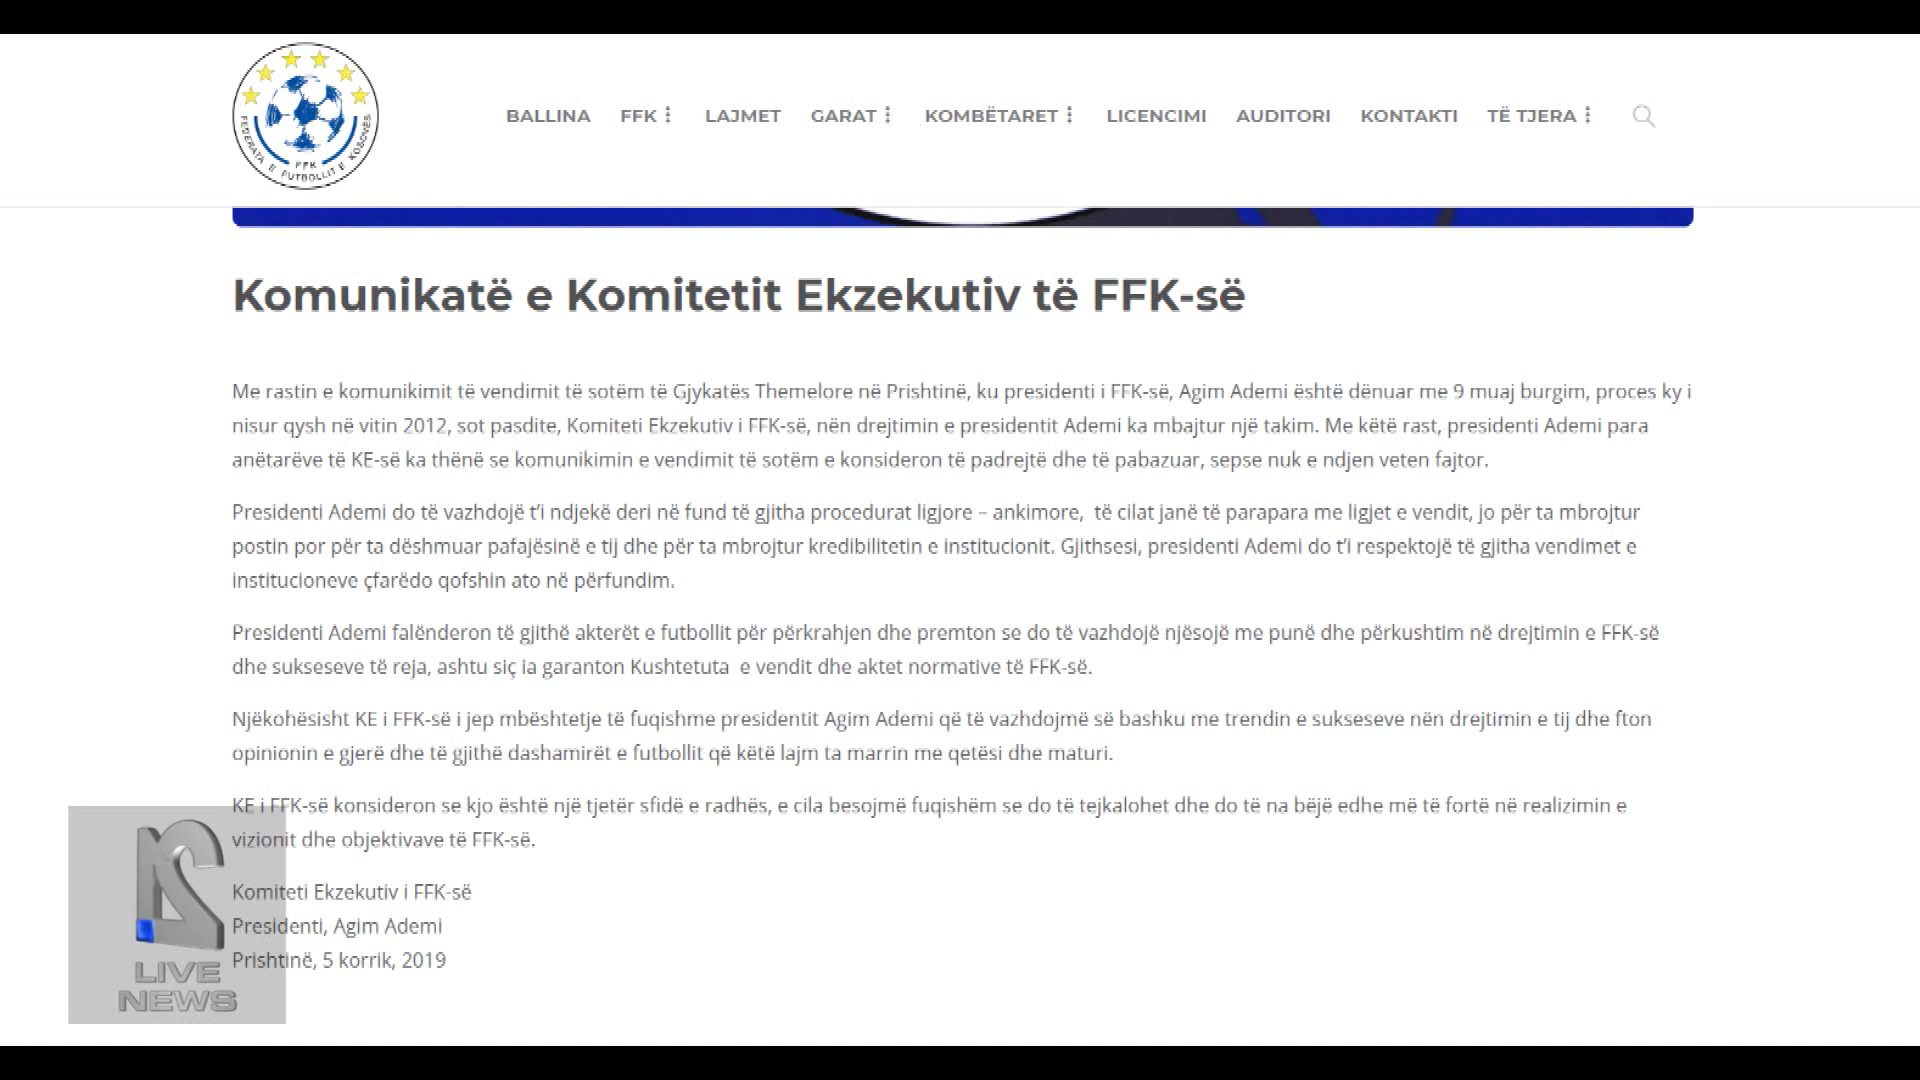 FEDERATA E FUTBOLLIT E KOSOVËS
FFK
BALLINA FFK LAJMET GARAT KOMBËTARET LICENCIMI AUDITORI KONTAKTI TË TJERA
Komunikatë e Komitetit Ekzekutiv të FFK-së
Me rastin e komunikimit të vendimit të sotëm të Gjykatës Themelore në Prishtinë, ku presidenti i FFK-së, Agim Ademi është dënuar me 9 muaj burgim, proces ky i
nisur qysh në vitin 2012, sot pasdite, Komiteti Ekzekutiv i FFK-së, nën drejtimin e presidentit Ademi ka mbajtur një takim. Me këtë rast, presidenti Ademi para
anëtarëve të KE-së ka thënë se komunikimin e vendimit të sotëm e konsideron të padrejtë dhe të pabazuar, sepse nuk e ndjen veten fajtor.
Presidenti Ademi do të vazhdojë t’i ndjekë deri në fund të gjitha procedurat ligjore – ankimore, të cilat janë të parapara me ligjet e vendit, jo për ta mbrojtur
postin por për ta dëshmuar pafajësinë e tij dhe për ta mbrojtur kredibilitetin e institucionit. Gjithsesi, presidenti Ademi do t’i respektojë të gjitha vendimet e
institucioneve çfarëdo qofshin ato në përfundim.
Presidenti Ademi falënderon të gjithë akterët e futbollit për përkrahjen dhe premton se do të vazhdojë njësojë me punë dhe përkushtim në drejtimin e FFK-së
dhe sukseseve të reja, ashtu siç ia garanton Kushtetuta e vendit dhe aktet normative të FFK-së.
Njëkohësisht KE i FFK-së i jep mbështetje të fuqishme presidentit Agim Ademi që të vazhdojmë së bashku me trendin e sukseseve nën drejtimin e tij dhe fton
opinionin e gjerë dhe të gjithë dashamirët e futbollit që këtë lajm ta marrin me qetësi dhe maturi.
KE i FFK-së konsideron se kjo është një tjetër sfidë e radhës, e cila besojmë fuqishëm se do të tejkalohet dhe do të na bëjë edhe më të fortë në realizimin e
vizionit dhe objektivave të FFK-së.
Komiteti Ekzekutiv i FFK-së
Presidenti, Agim Ademi
Prishtinë, 5 korrik, 2019
LIVE
NEWS